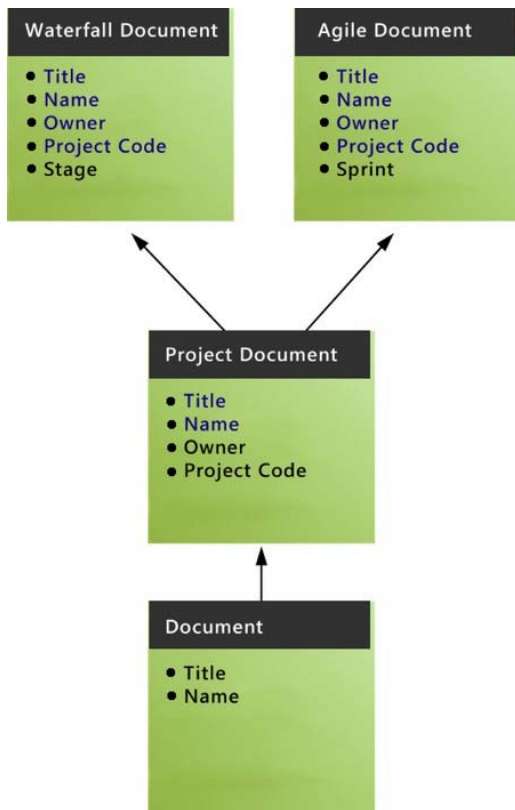 Waterfall Document
Title
Name
Owner
Project Code
Stage
Agile Document
Title
Name
Owner
Project Code
Sprint
Project Document
Title
Name
Owner
Project Code
Document
Title
Name